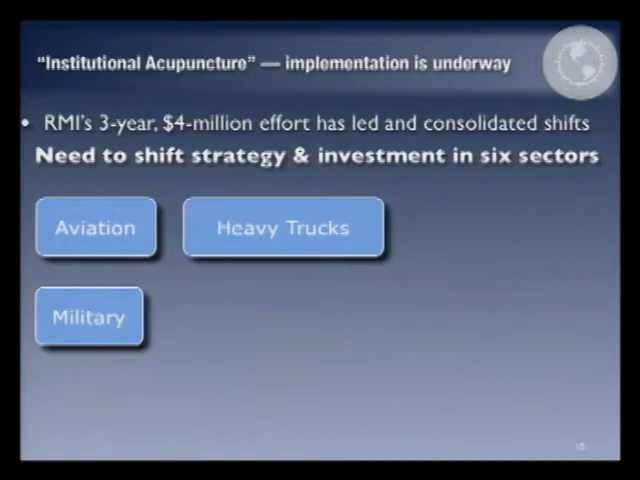 “Institutional Acupuncture” — implementation is underway
• RMI's 3-year, $4-million effort has led and consolidated shifts
Need to shift strategy & investment in six sectors
Aviation
Heavy Trucks
Military